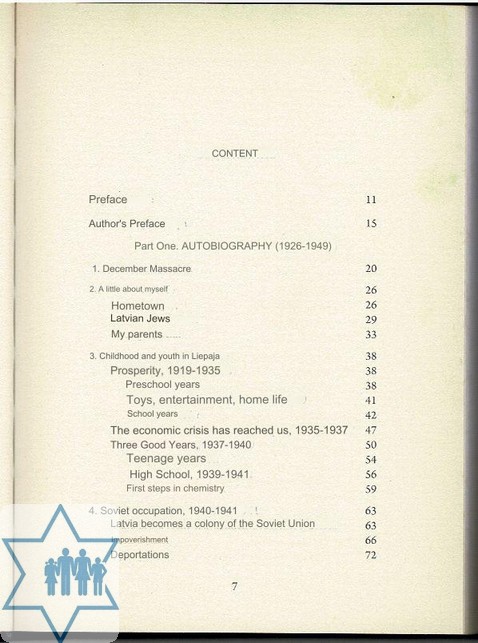 CONTENT
Preface 11
Author's Preface 15
Part One. AUTOBIOGRAPHY (1926-1949)
1. December Massacre 20
2. A little about myself 26
Hometown 26
Latvian Jews 29
My parents ..... 33
3. Childhood and youth in Liepaja 38
Prosperity, 1919-1935 38
Preschool years 38
Toys, entertainment, home life 41
School years 42
The economic crisis has reached us, 1935-1937 47
Three Good Years, 1937-1940 50
Teenage years 54
High School, 1939-1941 56
First steps in chemistry 59
4. Soviet occupation, 1940-1941 63
Latvia becomes a colony of the Soviet Union 63
Impoverishment 66
Deportations 72
7